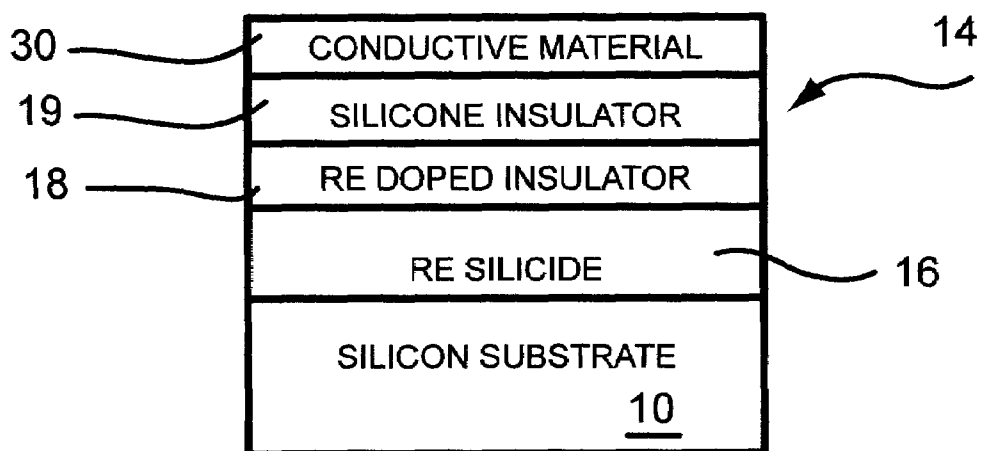 30 CONDUCTIVE MATERIAL 14
19 SILICONE INSULATOR
18 RE DOPED INSULATOR
RE SILICIDE 16
SILICON SUBSTRATE
10